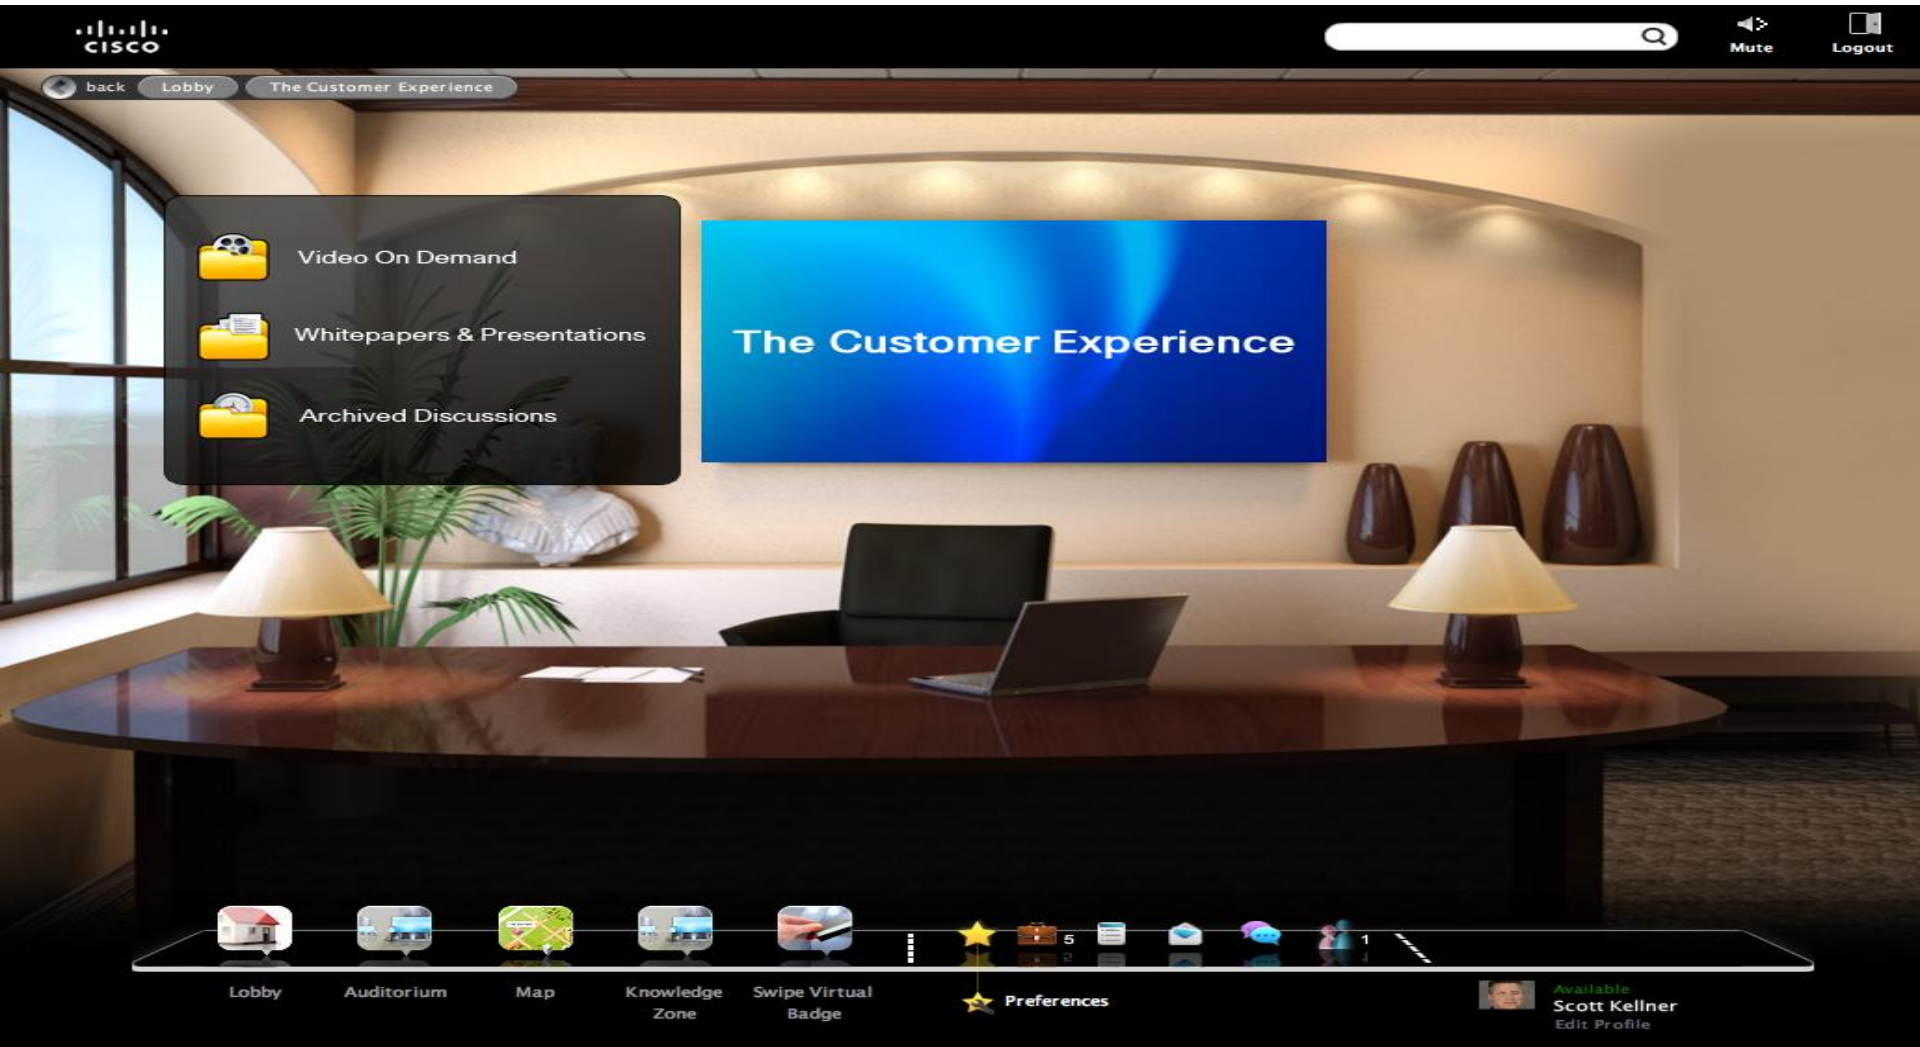 CISCO
Mute
Logout
back
Lobby
The Customer Experience
Video On Demand
Whitepapers & Presentations
Archived Discussions
The Customer Experience
5
1
Lobby
Auditorium
Map
Knowledge
Zone
Swipe Virtual
Badge
Preferences
Available
Scott Kellner
Edit Profile